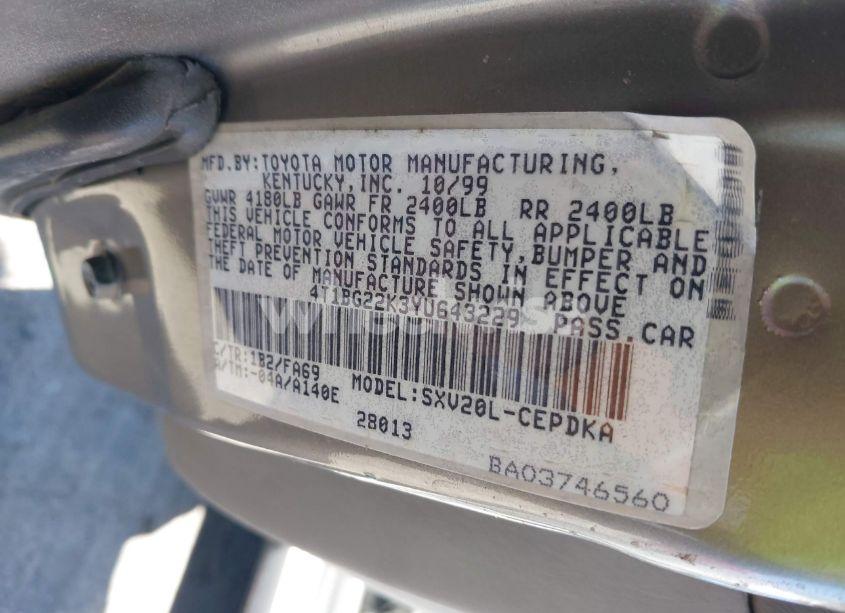 MFD.BY:TOYOTA MOTOR MANUFACTURING,
KENTUCKY,INC. 10/99
GVWR 4180LB GAWR FR 2400LB RR 2400LB
THIS VEHICLE CONFORMS TO ALL APPLICABLE
FEDERAL MOTOR VEHICLE SAFETY,BUMPER AND
THEFT PREVENTION STANDARDS IN EFFECT ON
THE DATE OF MANUFACTURE SHOWN ABOVE
4T1BG22K3YU643229 PASS.CAR
C/TR:1B2/FA69
A/TM:-04A/A140E MODEL:SXV20L-CEPDKA
28013
BA03746560